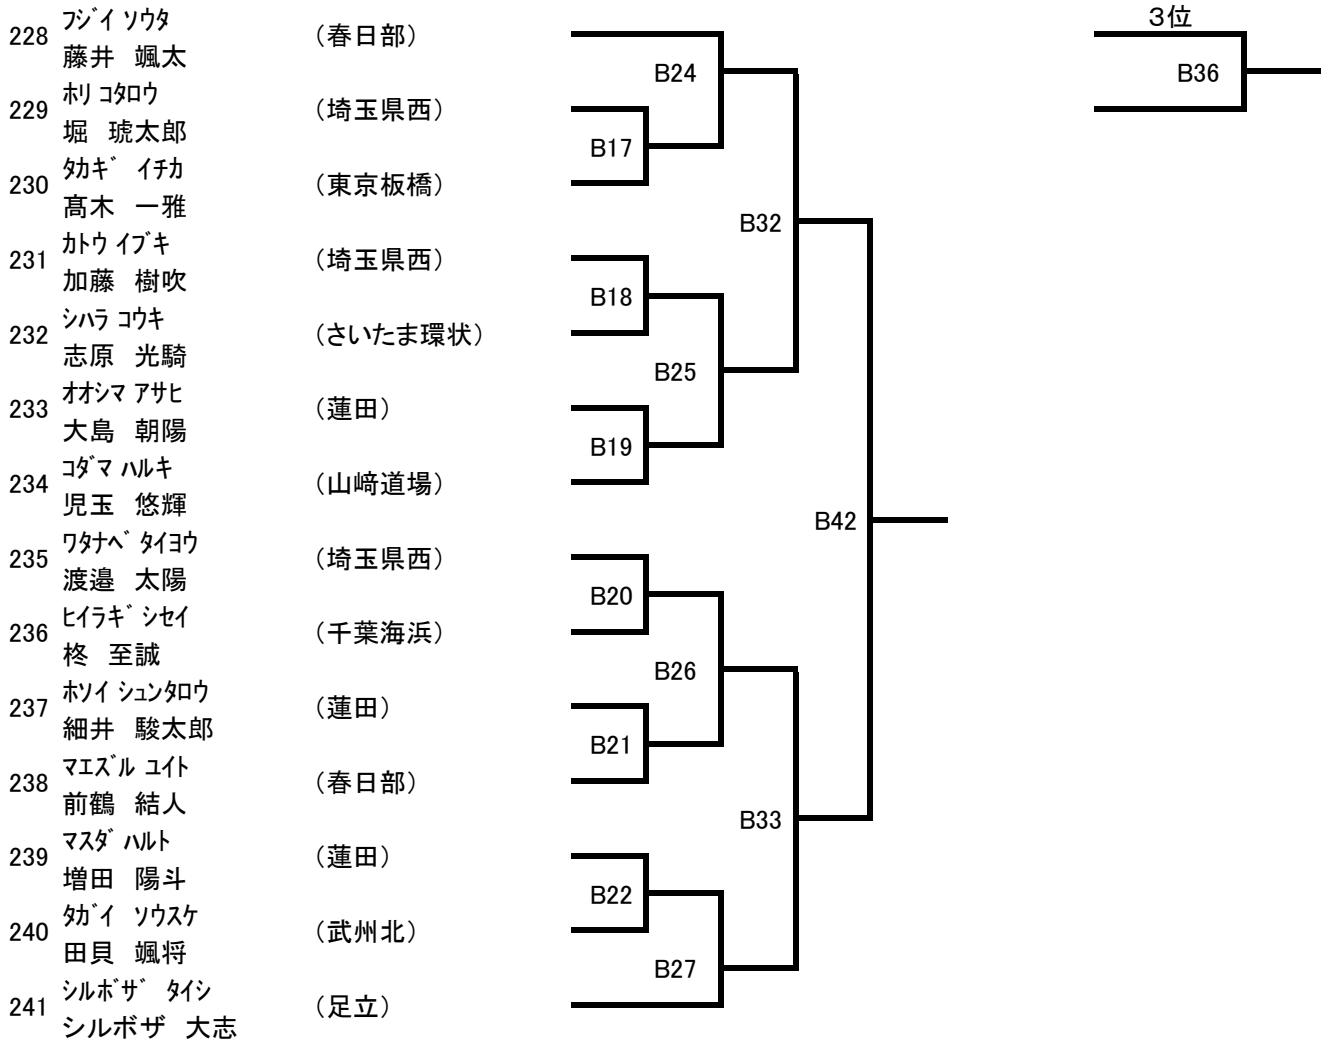 フジイ ソウタ
228 (春日部)
藤井 颯太
ホリ コタロウ
229 (埼玉県西)
堀 琥太郎
タカギ イチカ
230 (東京板橋)
髙木 一雅
カトウ イブキ
231 (埼玉県西)
加藤 樹吹
シハラ コウキ
232 (さいたま環状)
志原 光騎
オオシマ アサヒ
233 (蓮田)
大島 朝陽
コダマ ハルキ
234 (山﨑道場)
児玉 悠輝
ワタナベ タイヨウ
235 (埼玉県西)
渡邉 太陽
ヒイラギ シセイ
236 (千葉海浜)
柊 至誠
ホソイ シュンタロウ
237 (蓮田)
細井 駿太郎
マエズル ユイト
238 (春日部)
前鶴 結人
マスダ ハルト
239 (蓮田)
増田 陽斗
タガイ ソウスケ
240 (武州北)
田貝 颯将
シルボザ タイシ
241 (足立)
シルボザ 大志
B24
B17
B32
B18
B25
B19
B42
B20
B26
B21
B33
B22
B27
3位
B36